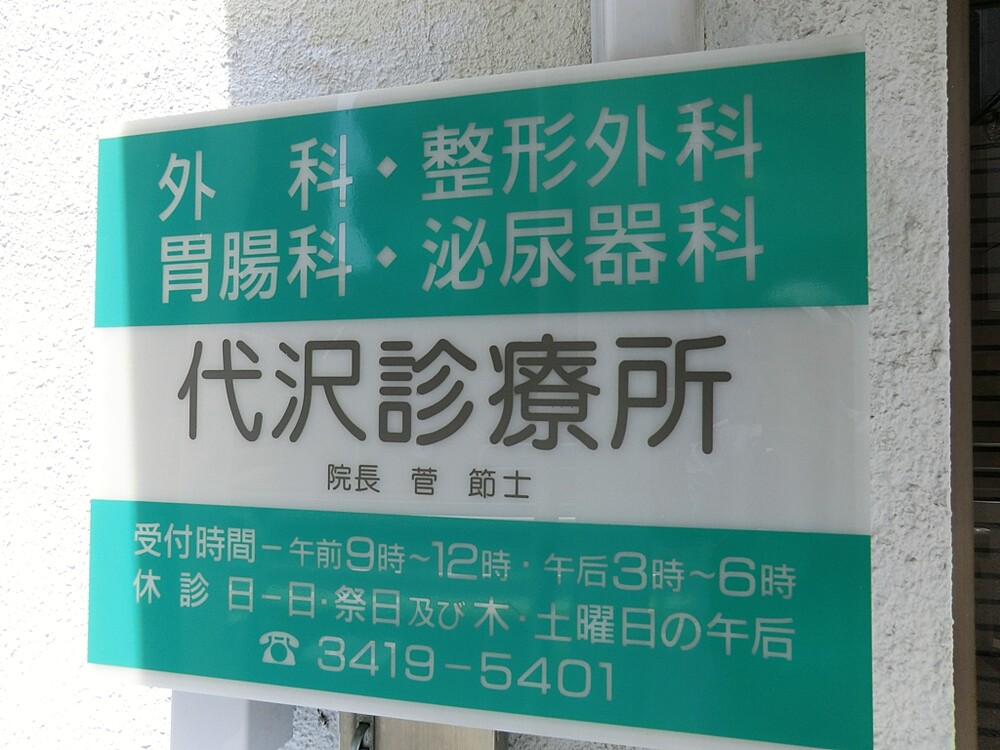 外　科・整形外科
胃腸科・泌尿器科
代沢診療所
院長　菅　節士
受付時間－午前9時～12時・午后3時～6時
休 診 日－日・祭日及び木・土曜日の午后
☎ 3419－5401